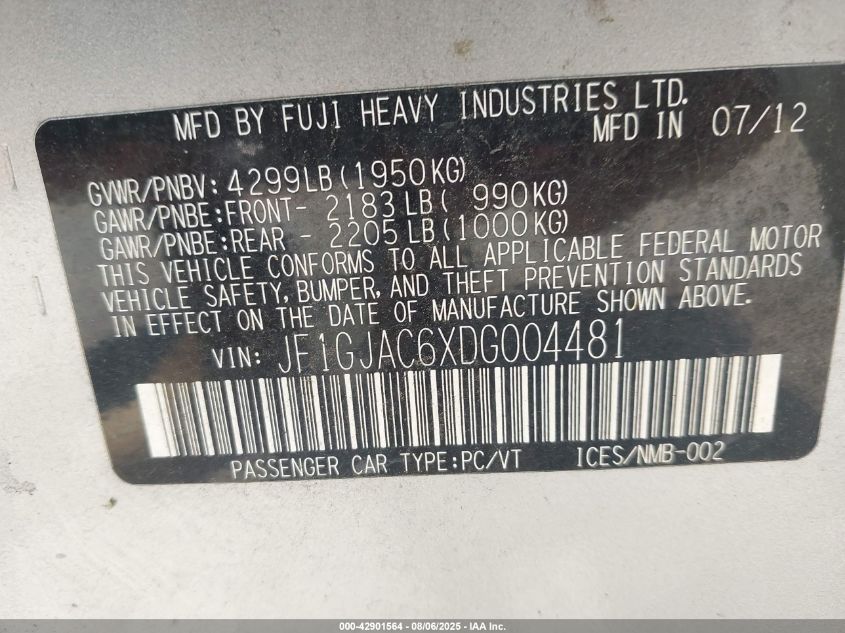 MFD BY FUJI HEAVY INDUSTRIES LTD.
MFD IN 07/12
GVWR/PNBV: 4299LB(1950KG)
GAWR/PNBE:FRONT- 2183LB( 990KG)
GAWR/PNBE:REAR - 2205LB(1000KG)
THIS VEHICLE CONFORMS TO ALL APPLICABLE FEDERAL MOTOR
VEHICLE SAFETY, BUMPER, AND THEFT PREVENTION STANDARDS
IN EFFECT ON THE DATE OF MANUFACTURE SHOWN ABOVE.
VIN: JF1GJAC6XDG004481
PASSENGER CAR TYPE:PC/VT ICES/NMB-002
000-42901564 - 08/06/2025 - IAA Inc.